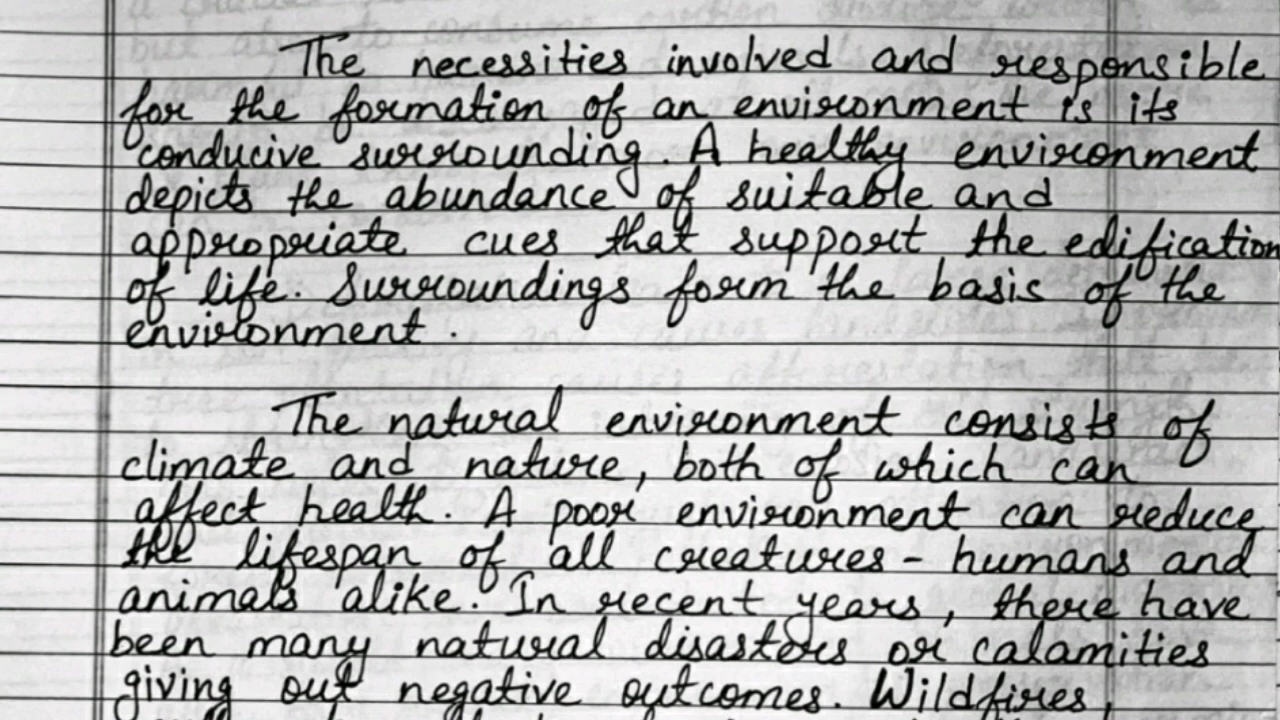 The necessities involved and responsible
for the formation of an environment is its
conducive surrounding. A healthy environment
depicts the abundance of suitable and
appropriate cues that support the edification
of life. Surroundings form the basis of the
environment.
The natural environment consists of
climate and nature, both of which can
affect health. A poor environment can reduce
the lifespan of all creatures - humans and
animals alike. In recent years, there have
been many natural disasters or calamities
giving out negative outcomes. Wildfires,